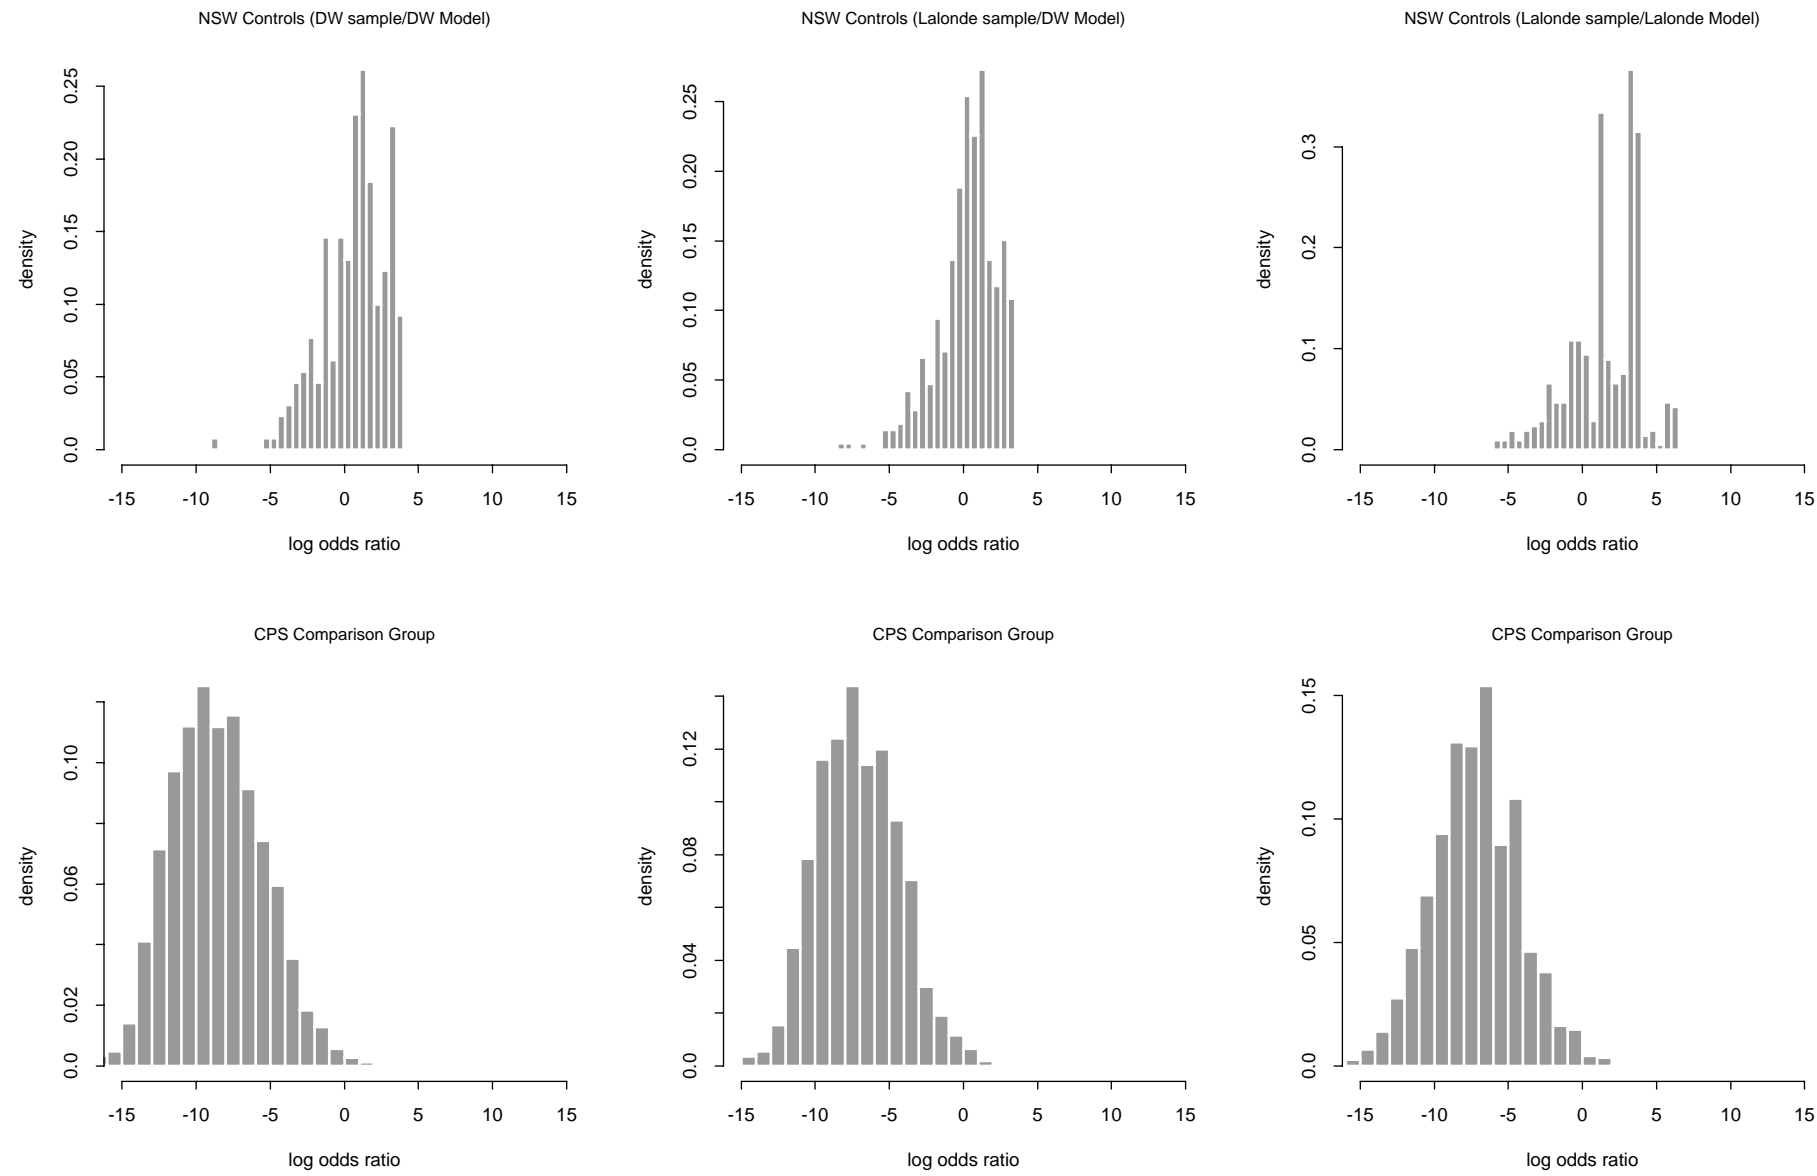 NSW Controls (DW sample/DW Model)
density
0.0 0.05 0.10 0.15 0.20 0.25
-15 -10 -5 0 5 10 15
log odds ratio
NSW Controls (Lalonde sample/DW Model)
density
0.0 0.05 0.10 0.15 0.20 0.25
-15 -10 -5 0 5 10 15
log odds ratio
NSW Controls (Lalonde sample/Lalonde Model)
density
0.0 0.1 0.2 0.3
-15 -10 -5 0 5 10 15
log odds ratio
CPS Comparison Group
density
0.0 0.02 0.06 0.10
-15 -10 -5 0 5 10 15
log odds ratio
CPS Comparison Group
density
0.0 0.04 0.08 0.12
-15 -10 -5 0 5 10 15
log odds ratio
CPS Comparison Group
density
0.0 0.05 0.10 0.15
-15 -10 -5 0 5 10 15
log odds ratio